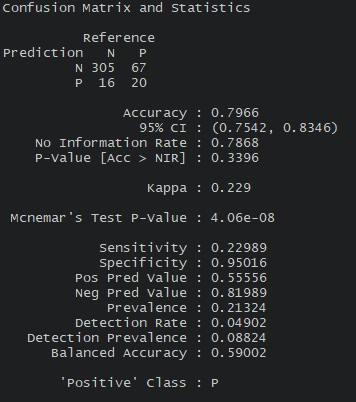 Confusion Matrix and Statistics
Reference
Prediction N P
N 305 67
P 16 20
Accuracy : 0.7966
95% CI : (0.7542, 0.8346)
No Information Rate : 0.7868
P-Value [Acc > NIR] : 0.3396
Kappa : 0.229
Mcnemar's Test P-Value : 4.06e-08
Sensitivity : 0.22989
Specificity : 0.95016
Pos Pred Value : 0.55556
Neg Pred Value : 0.81989
Prevalence : 0.21324
Detection Rate : 0.04902
Detection Prevalence : 0.08824
Balanced Accuracy : 0.59002
'Positive' Class : P